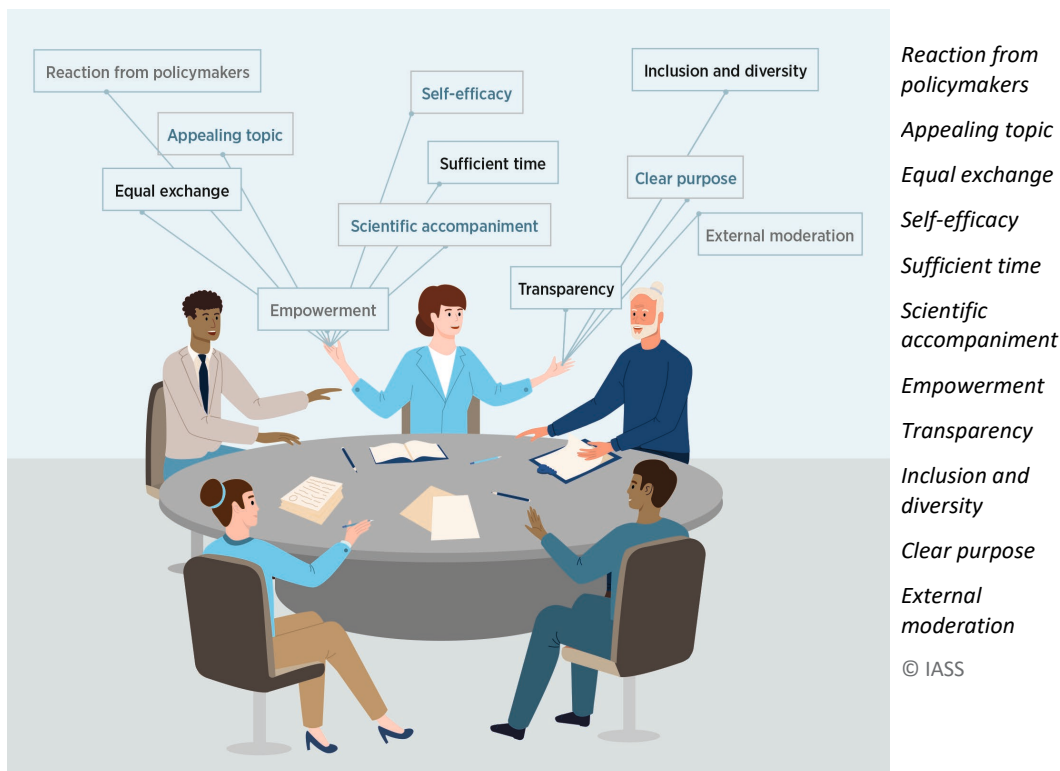 Reaction from policymakers
Self-efficacy
Inclusion and diversity
Appealing topic
Sufficient time
Equal exchange
Clear purpose
Scientific accompaniment
External moderation
Transparency
Empowerment
Reaction from
policymakers
Appealing topic
Equal exchange
Self-efficacy
Sufficient time
Scientific
accompaniment
Empowerment
Transparency
Inclusion and
diversity
Clear purpose
External
moderation
© IASS